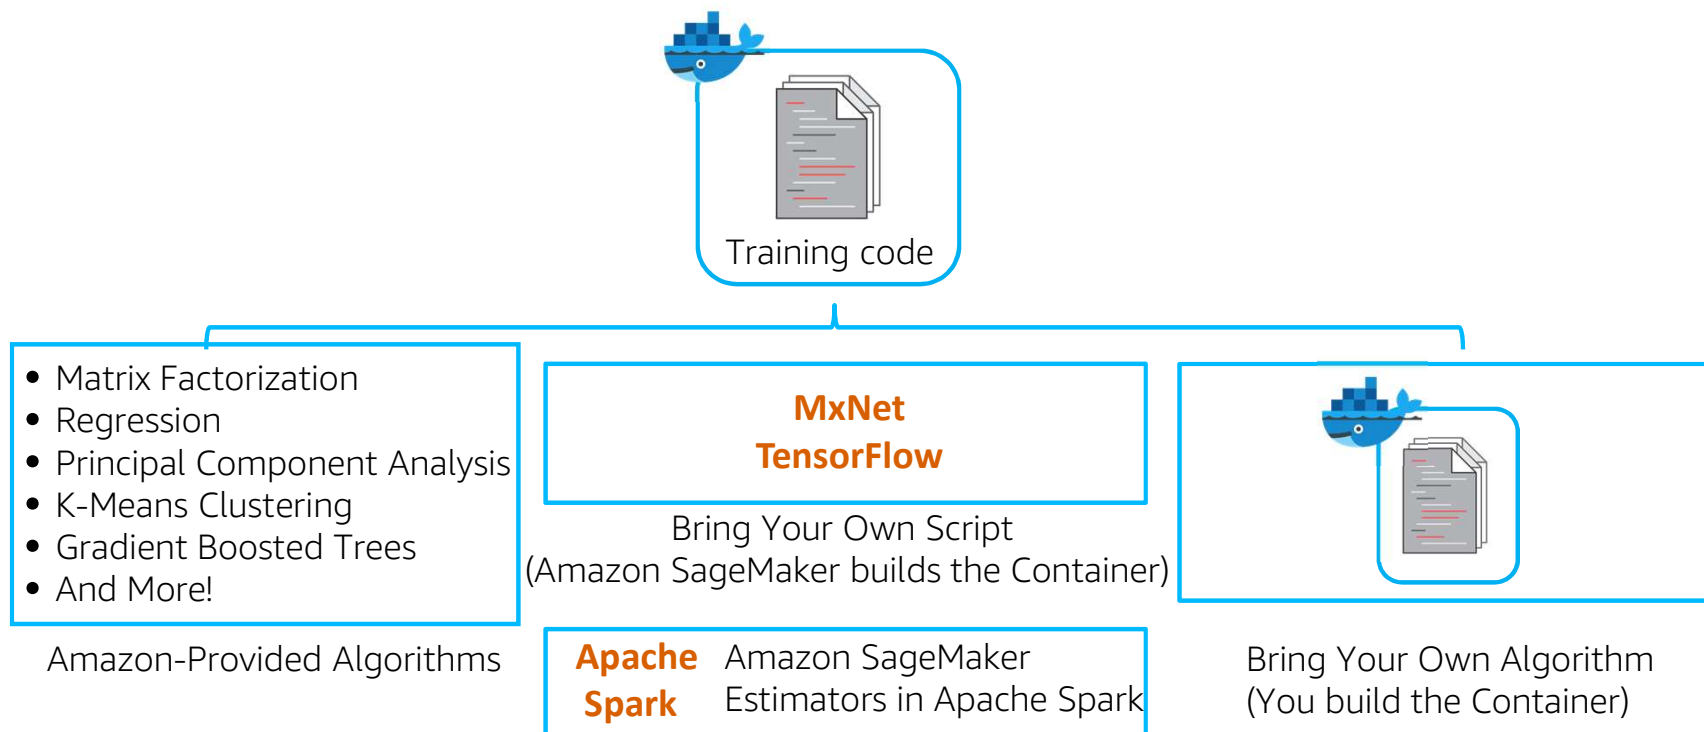 Training code
• Matrix Factorization
• Regression
• Principal Component Analysis
• K-Means Clustering
• Gradient Boosted Trees
• And More!
Amazon-Provided Algorithms
MxNet
TensorFlow
Bring Your Own Script
(Amazon SageMaker builds the Container)
Apache
Spark
Amazon SageMaker
Estimators in Apache Spark
Bring Your Own Algorithm
(You build the Container)